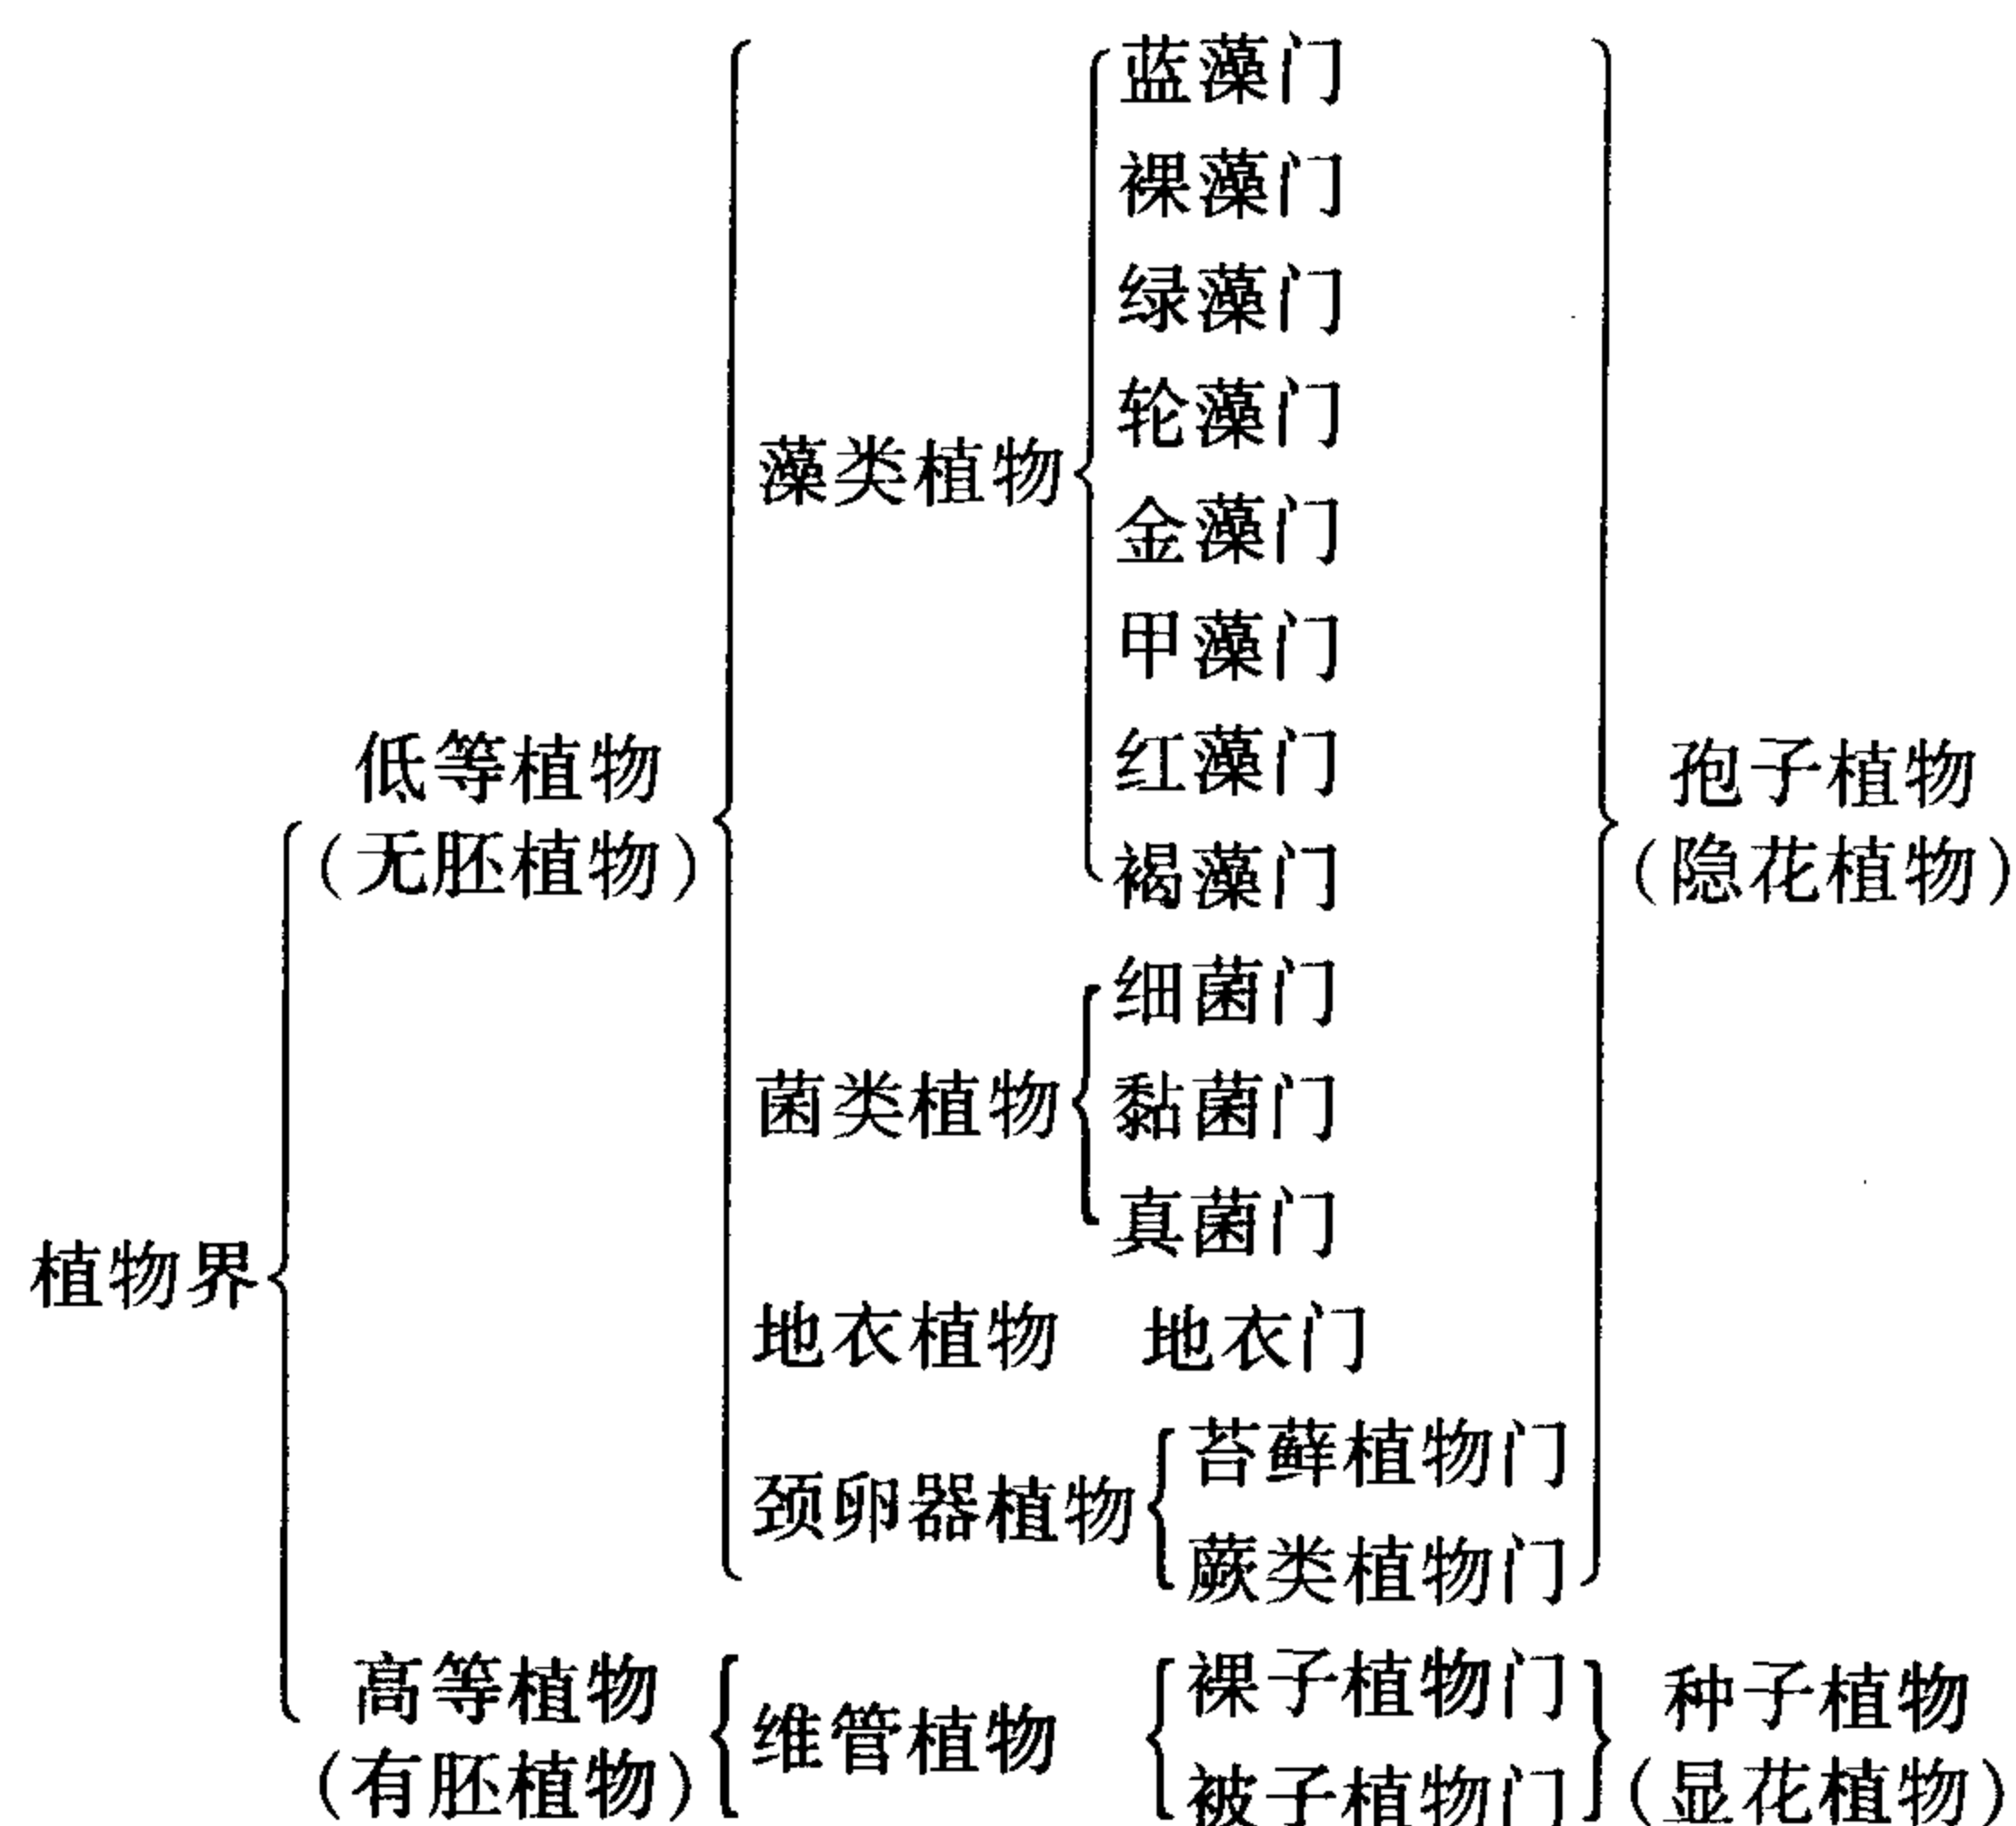 植物界
低等植物
(无胚植物)
藻类植物
蓝藻门
裸藻门
绿藻门
轮藻门
金藻门
甲藻门
红藻门
褐藻门
菌类植物
细菌门
黏菌门
真菌门
地衣植物 地衣门
颈卵器植物
苔藓植物门
蕨类植物门
孢子植物
(隐花植物)
高等植物
(有胚植物)
维管植物
裸子植物门
被子植物门
种子植物
(显花植物)